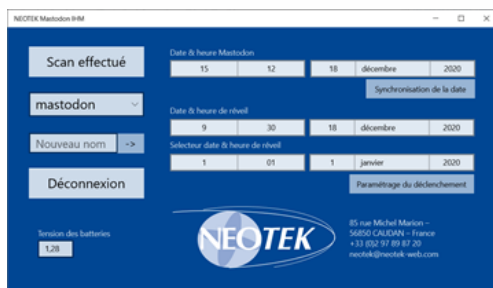 NEOTEK Mastodon IHM
Scan effectué
mastodon
Nouveau nom ->
Déconnexion
Tension des batteries
1,28
Date & heure Mastodon
15 12 18 décembre 2020
Synchronisation de la date
Date & heure de réveil
9 30 18 décembre 2020
Selecteur date & heure de réveil
1 01 1 janvier 2020
Paramétrage du déclenchement
NEOTEK
85 rue Michel Marion –
56850 CAUDAN – France
+33 (0)2 97 89 87 20
neotek@neotek-web.com